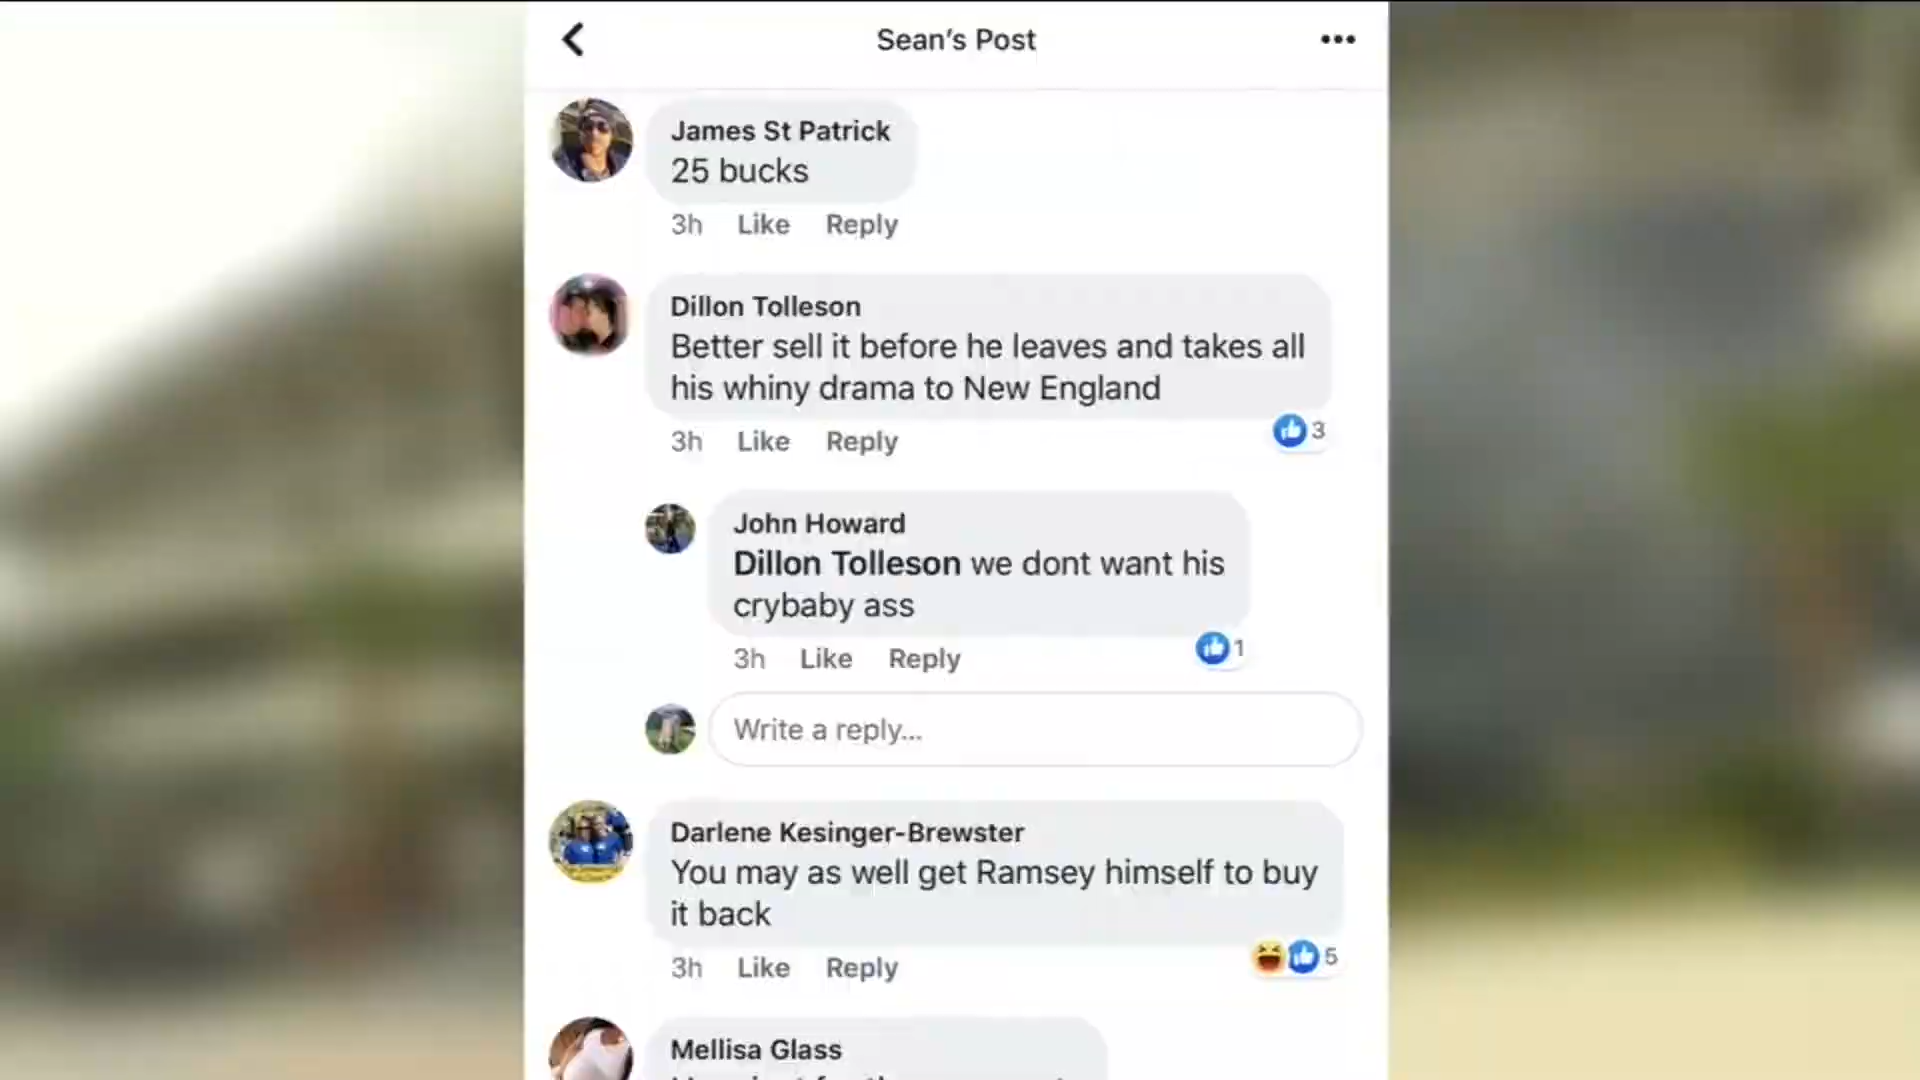 Sean's Post
James St Patrick
25 bucks
3h Like Reply
Dillon Tolleson
Better sell it before he leaves and takes all
his whiny drama to New England
3h Like Reply
3
John Howard
Dillon Tolleson we dont want his
crybaby ass
3h Like Reply
1
Write a reply...
Darlene Kesinger-Brewster
You may as well get Ramsey himself to buy
it back
3h Like Reply
5
Mellisa Glass